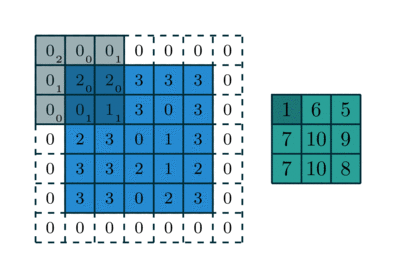 0₂ 0₀ 0₁ 0 0 0 0
0₁ 2₀ 2₀ 3 3 3 0
0₀ 0₁ 1₁ 3 0 3 0
0 2 3 0 1 3 0
0 3 3 2 1 2 0
0 3 3 0 2 3 0
0 0 0 0 0 0 0
1 6 5
7 10 9
7 10 8